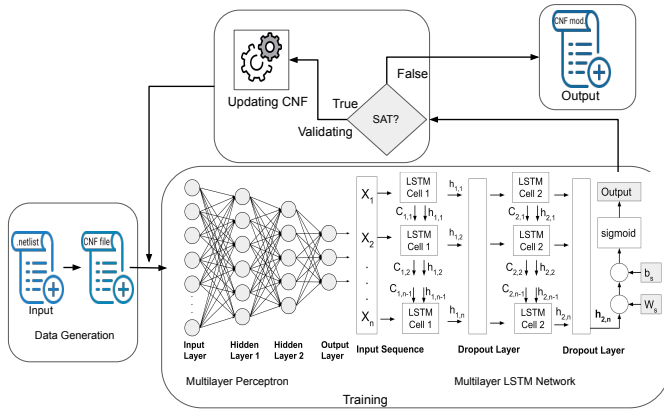 CNF mod.
Output
Updating CNF
True
False
Validating
SAT?
.netlist
CNF file
Input
Data Generation
X1
X2
.
.
.
Xn
LSTM
Cell 1
h1,1
LSTM
Cell 2
C1,1
h1,1
C2,1
h2,1
LSTM
Cell 1
h1,2
LSTM
Cell 2
C1,2
h1,2
C2,2
h2,2
C1,n-1
h1,n-1
C2,n-1
h2,n-1
LSTM
Cell 1
h1,n
LSTM
Cell 2
h2,n
h2,n
Output
sigmoid
bs
Ws
Input
Layer
Hidden
Layer 1
Hidden
Layer 2
Output
Layer
Input Sequence
Dropout Layer
Dropout Layer
Multilayer Perceptron
Multilayer LSTM Network
Training